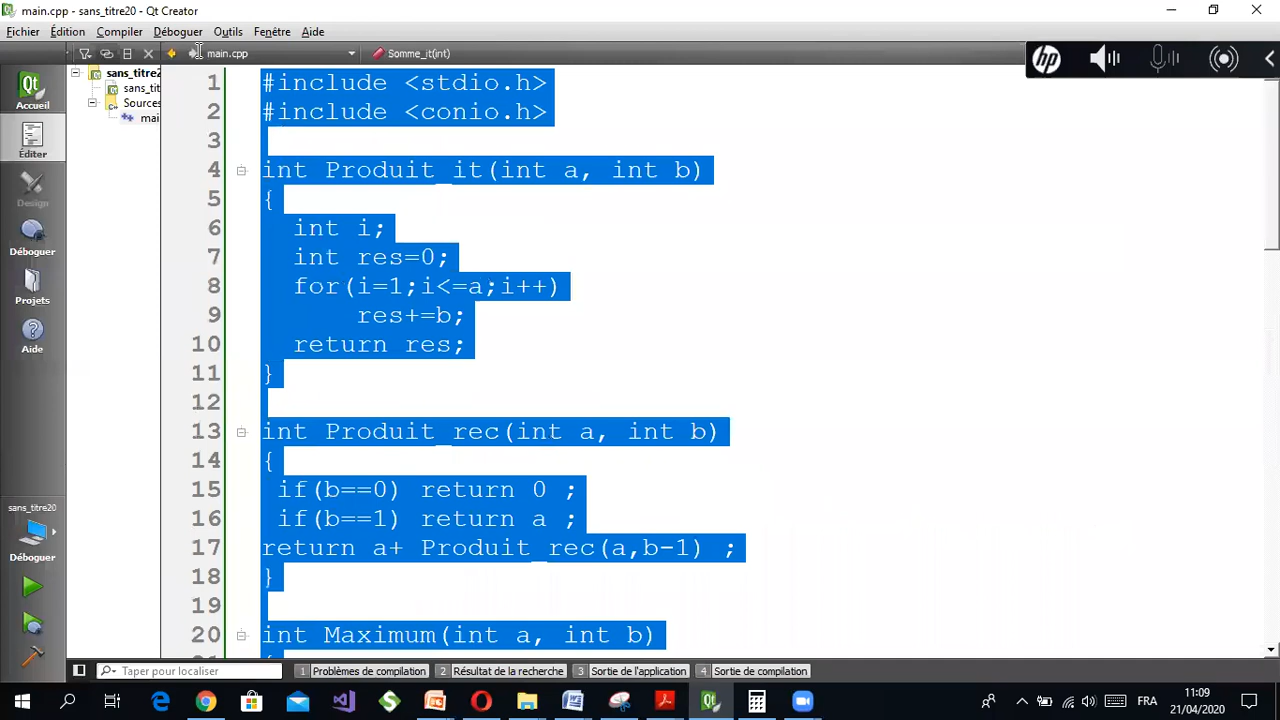 main.cpp - sans_titre20 - Qt Creator
Fichier Édition Compiler Déboguer Outils Fenêtre Aide
main.cpp Somme_it(int)
hp
sans_titre2
sans_tit
Sources
mai
Accueil
Éditer
Design
Déboguer
Projets
Aide
sans_titre20
Déboguer
1 #include <stdio.h>
2 #include <conio.h>
3
4 int Produit_it(int a, int b)
5 {
6 int i;
7 int res=0;
8 for(i=1;i<=a;i++)
9 res+=b;
10 return res;
11 }
12
13 int Produit_rec(int a, int b)
14 {
15 if(b==0) return 0 ;
16 if(b==1) return a ;
17 return a+ Produit_rec(a,b-1) ;
18 }
19
20 int Maximum(int a, int b)
Taper pour localiser 1 Problèmes de compilation 2 Résultat de la recherche 3 Sortie de l'application 4 Sortie de compilation
FRA
11:09
21/04/2020